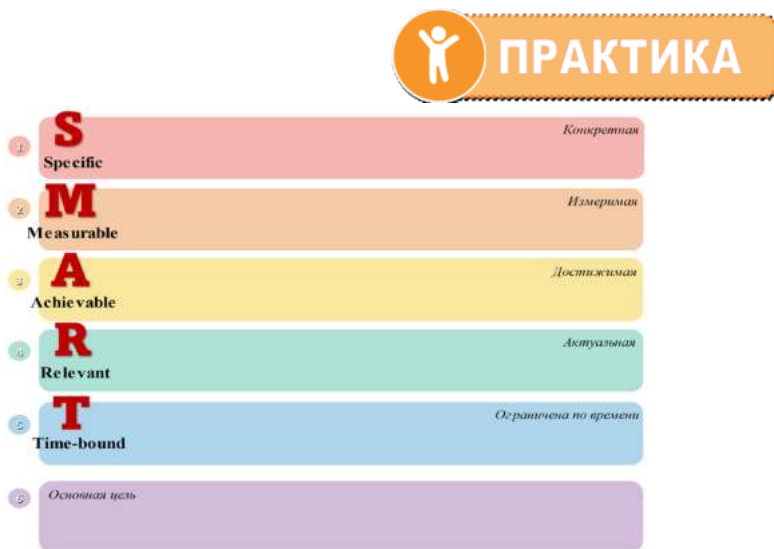 ПРАКТИКА
1
S
Конкретная
Specific
2
M
Измеримая
Measurable
3
A
Достижимая
Achievable
4
R
Актуальная
Relevant
5
T
Ограничена по времени
Time-bound
6
Основная цель